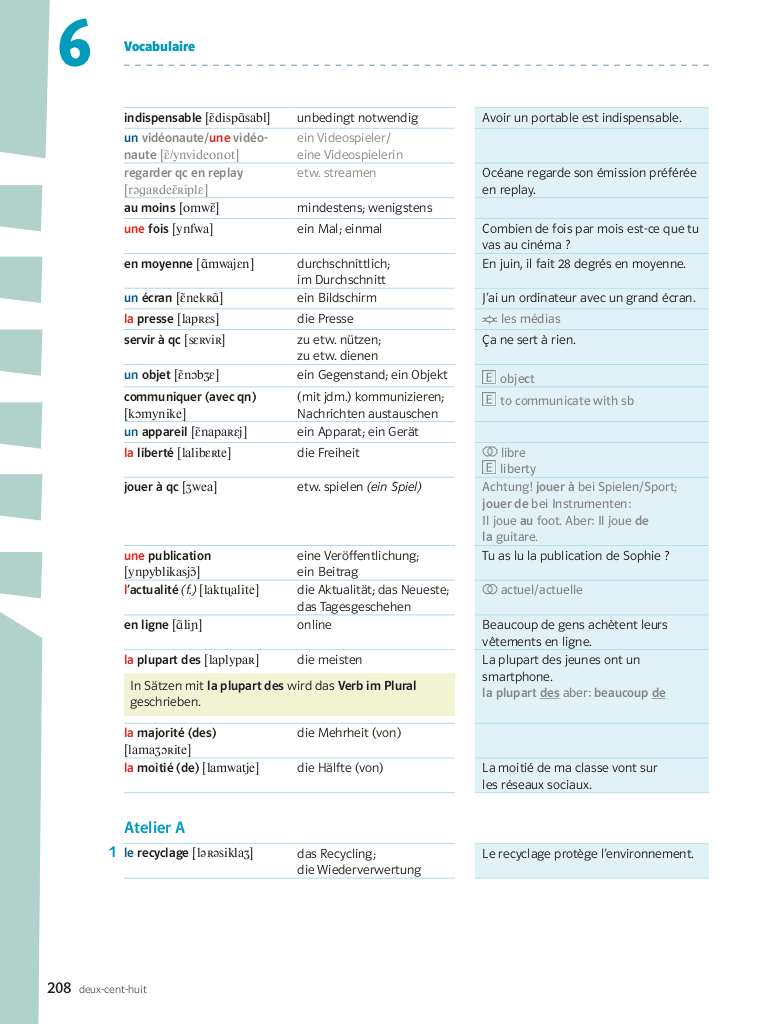 6
Vocabulaire
indispensable [ɛ̃dispɑ̃sabl] unbedingt notwendig Avoir un portable est indispensable.
un vidéonaute/une vidéo- ein Videospieler/
naute [ɛ̃/ynvideonot] eine Videospielerin
regarder qc en replay etw. streamen Océane regarde son émission préférée
[rəgaʀdeɛ̃ʀiplɛ] en replay.
au moins [omwɛ̃] mindestens; wenigstens
une fois [ynfwa] ein Mal; einmal Combien de fois par mois est-ce que tu
vas au cinéma ?
en moyenne [ɑ̃mwajɛn] durchschnittlich; En juin, il fait 28 degrés en moyenne.
im Durchschnitt
un écran [ɛ̃nekʀɑ̃] ein Bildschirm J'ai un ordinateur avec un grand écran.
la presse [lapʀɛs] die Presse les médias
servir à qc [sɛʀviʀ] zu etw. nützen; Ça ne sert à rien.
zu etw. dienen
un objet [ɛ̃nɔbʒɛ] ein Gegenstand; ein Objekt E object
communiquer (avec qn) (mit jdm.) kommunizieren; E to communicate with sb
[kɔmynike] Nachrichten austauschen
un appareil [ɛ̃napaʀɛj] ein Apparat; ein Gerät
la liberté [libɛʀte] die Freiheit libre
E liberty
jouer à qc [ʒwea] etw. spielen (ein Spiel) Achtung! jouer à bei Spielen/Sport;
jouer de bei Instrumenten:
Il joue au foot. Aber: Il joue de
la guitare.
une publication eine Veröffentlichung; Tu as lu la publication de Sophie ?
[ynpyblikasjɔ̃] ein Beitrag
l'actualité (f.) [laktɥalite] die Aktualität; das Neueste; actuel/actuelle
das Tagesgeschehen
en ligne [ɑ̃liɲ] online Beaucoup de gens achètent leurs
vêtements en ligne.
la plupart des [laplypaʀ] die meisten La plupart des jeunes ont un
smartphone.
In Sätzen mit la plupart des wird das Verb im Plural la plupart des aber: beaucoup de
geschrieben.
la majorité (des) die Mehrheit (von)
[lamaʒɔʀite]
la moitié (de) [lamwatje] die Hälfte (von) La moitié de ma classe vont sur
les réseaux sociaux.
Atelier A
1 le recyclage [ləʀəsiklaʒ] das Recycling; Le recyclage protège l'environnement.
die Wiederverwertung
208 deux-cent-huit